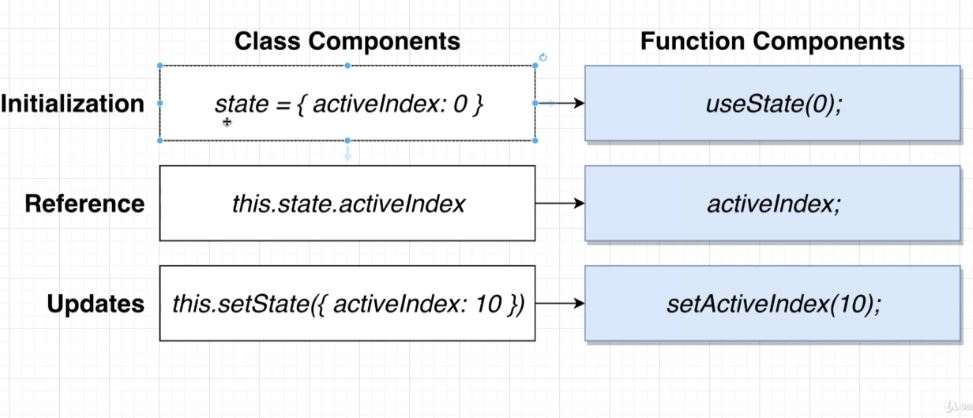 Class Components Function Components
Initialization state = { activeIndex: 0 } useState(0);
Reference this.state.activeIndex activeIndex;
Updates this.setState({ activeIndex: 10 }) setActiveIndex(10);